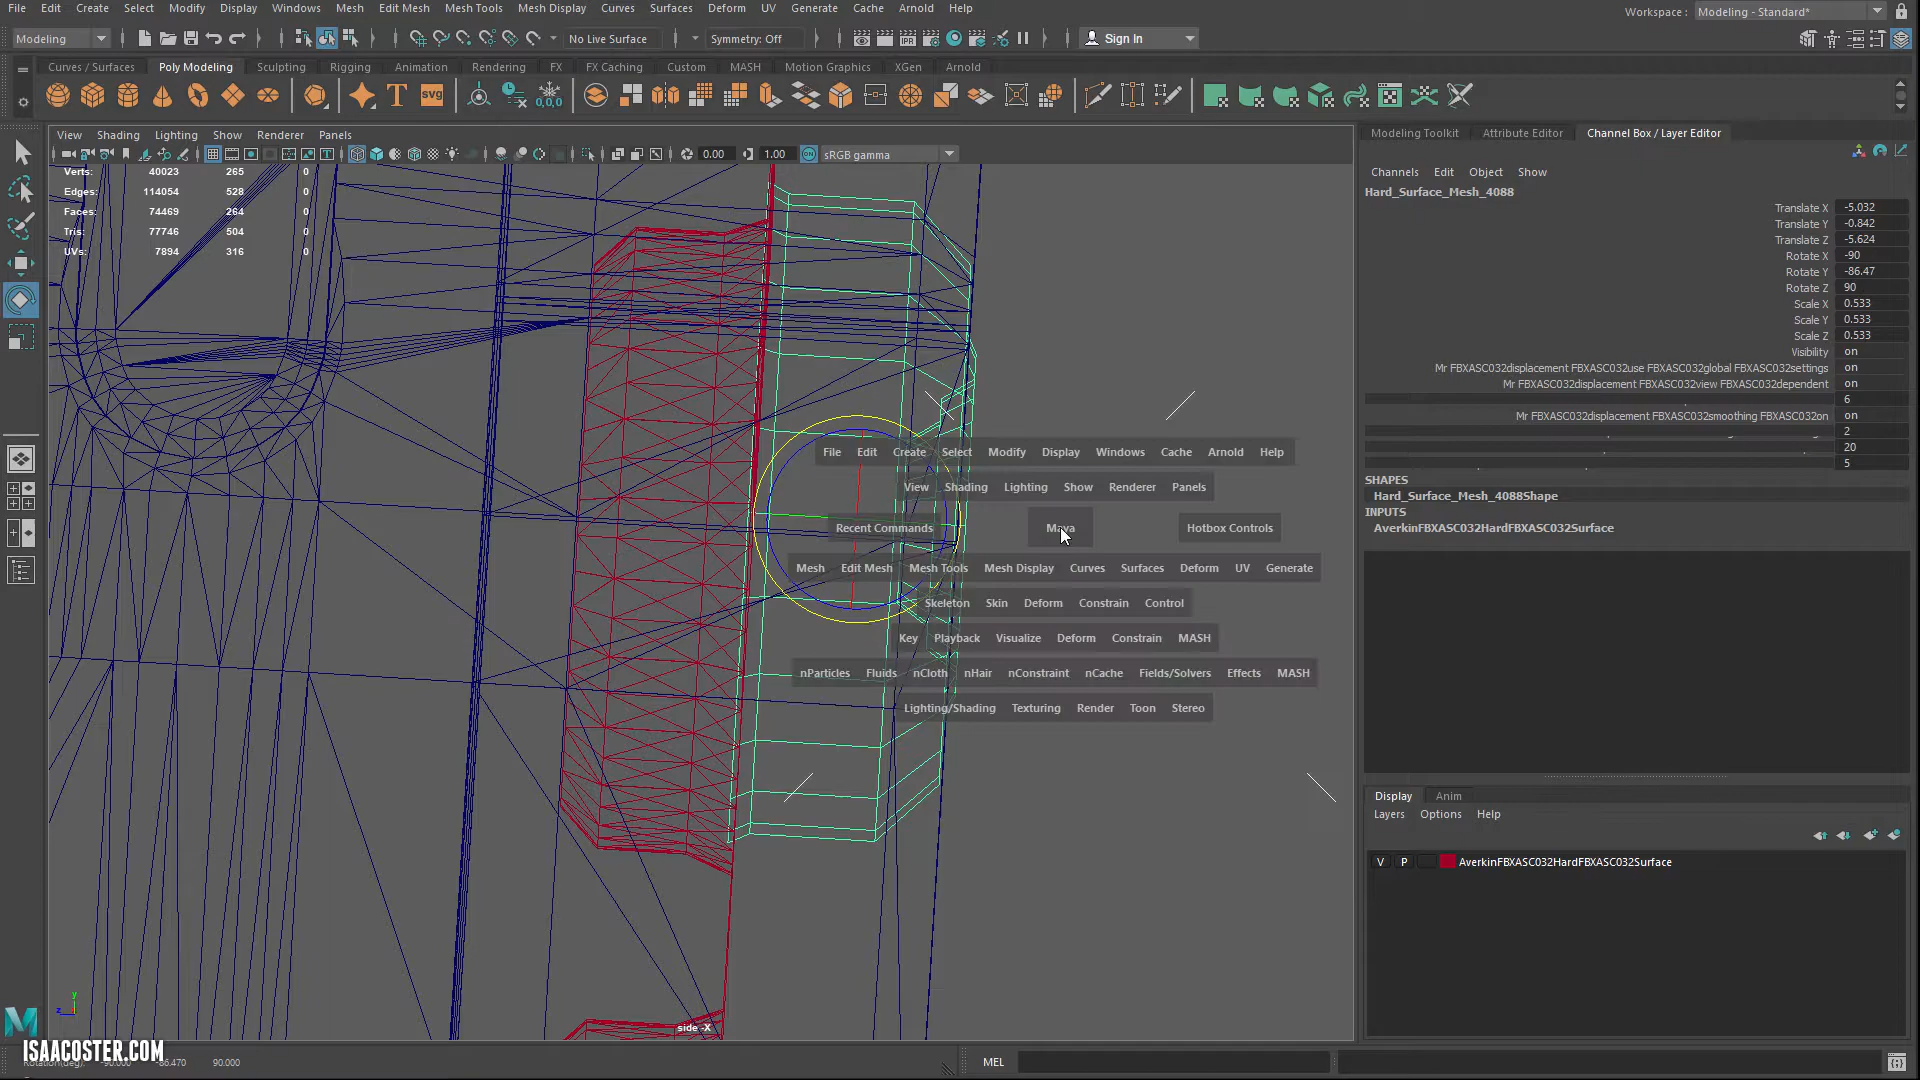 File Edit Create Select Modify Display Windows Mesh Edit Mesh Mesh Tools Mesh Display Curves Surfaces Deform UV Generate Cache Arnold Help
Workspace : Modeling - Standard*
Modeling No Live Surface Symmetry: Off Sign In
Curves / Surfaces Poly Modeling Sculpting Rigging Animation Rendering FX FX Caching Custom MASH Motion Graphics XGen Arnold
T svg 0,0,0
View Shading Lighting Show Renderer Panels
0.00 1.00 ON sRGB gamma
Verts: 40023 265 0
Edges: 114054 528 0
Faces: 74469 264 0
Tris: 77746 504 0
UVs: 7894 316 0
File Edit Create Select Modify Display Windows Cache Arnold Help
View Shading Lighting Show Renderer Panels
Recent Commands Maya Hotbox Controls
Mesh Edit Mesh Mesh Tools Mesh Display Curves Surfaces Deform UV Generate
Skeleton Skin Deform Constrain Control
Key Playback Visualize Deform Constrain MASH
nParticles Fluids nCloth nHair nConstraint nCache Fields/Solvers Effects MASH
Lighting/Shading Texturing Render Toon Stereo
y
z
side -X
Modeling Toolkit Attribute Editor Channel Box / Layer Editor
Channels Edit Object Show
Hard_Surface_Mesh_4088
Translate X -5.032
Translate Y -0.842
Translate Z -5.624
Rotate X -90
Rotate Y -86.47
Rotate Z 90
Scale X 0.533
Scale Y 0.533
Scale Z 0.533
Visibility on
Mr FBXASC032displacement FBXASC032use FBXASC032global FBXASC032settings on
Mr FBXASC032displacement FBXASC032view FBXASC032dependent on
6
Mr FBXASC032displacement FBXASC032smoothing FBXASC032on on
2
20
5
SHAPES
Hard_Surface_Mesh_4088Shape
INPUTS
AverkinFBXASC032HardFBXASC032Surface
Display Anim
Layers Options Help
V P AverkinFBXASC032HardFBXASC032Surface
ISAACOSTER.COM
Rotation(deg): -90.000 -86.470 90.000
MEL